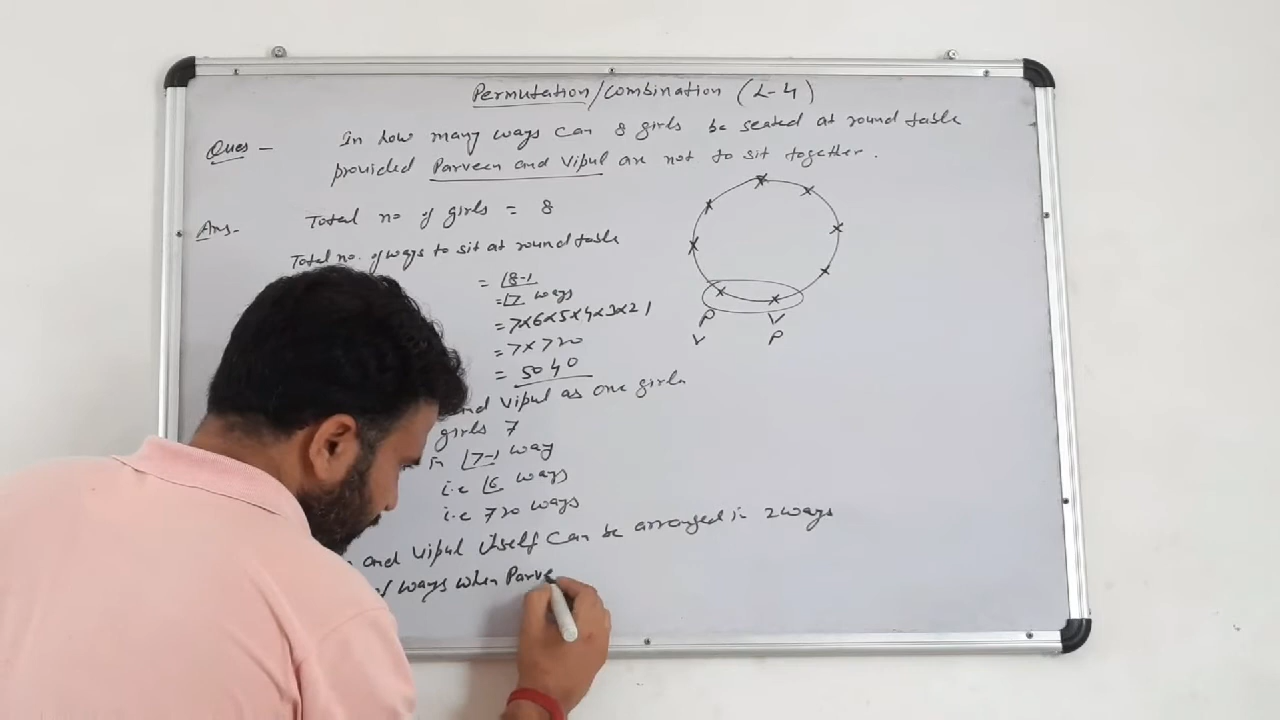 Permutation/Combination (L-4)
Ques - In how many ways can 8 girls be seated at round table
provided Parveen and Vipul are not to sit together.
Ans. Total no of girls = 8
Total no. of ways to sit at round table
= ⌊8-1
= ⌊7 ways
= 7×6×5×4×3×2 1
= 7×720
= 5040
P V
V P
and Vipul as one girl.
girls 7
in ⌊7-1 way
i.e ⌊6 ways
i.e 720 ways
and Vipul itself can be arranged in 2 ways
of ways when Parve